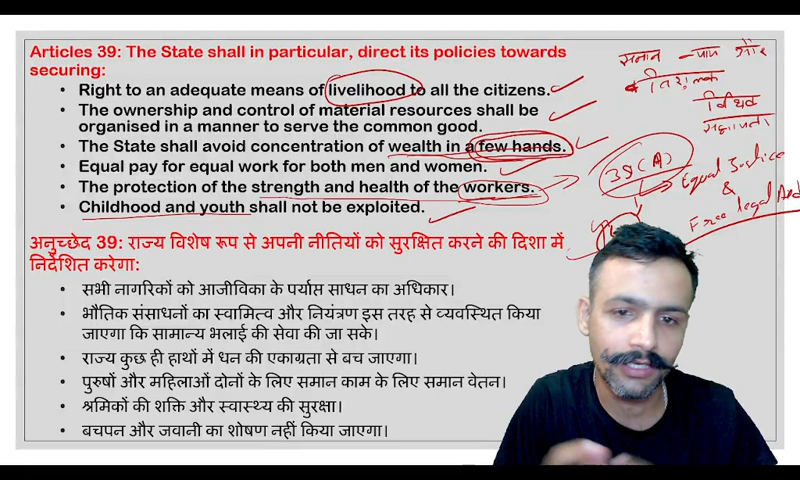 Articles 39: The State shall in particular, direct its policies towards
securing:
• Right to an adequate means of livelihood to all the citizens.
• The ownership and control of material resources shall be
organised in a manner to serve the common good.
• The State shall avoid concentration of wealth in a few hands.
• Equal pay for equal work for both men and women.
• The protection of the strength and health of the workers.
• Childhood and youth shall not be exploited.
समान - और
विधिक
सहायता
39(A)
Equal Justice
&
Free legal Aid
अनुच्छेद 39: राज्य विशेष रूप से अपनी नीतियों को सुरक्षित करने की दिशा में
निर्देशित करेगा:
• सभी नागरिकों को आजीविका के पर्याप्त साधन का अधिकार।
• भौतिक संसाधनों का स्वामित्व और नियंत्रण इस तरह से व्यवस्थित किया
जाएगा कि सामान्य भलाई की सेवा की जा सके।
• राज्य कुछ ही हाथों में धन की एकाग्रता से बच जाएगा।
• पुरुषों और महिलाओं दोनों के लिए समान काम के लिए समान वेतन।
• श्रमिकों की शक्ति और स्वास्थ्य की सुरक्षा।
• बचपन और जवानी का शोषण नहीं किया जाएगा।